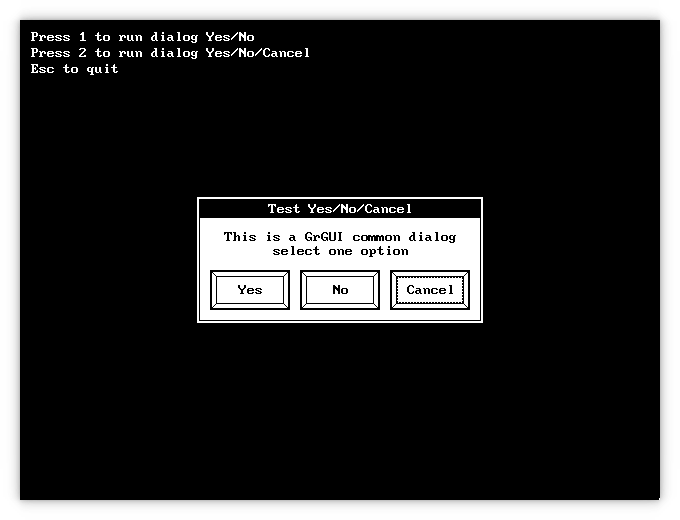 Press 1 to run dialog Yes/No
Press 2 to run dialog Yes/No/Cancel
Esc to quit
Test Yes/No/Cancel
This is a GrGUI common dialog
select one option
Yes No Cancel